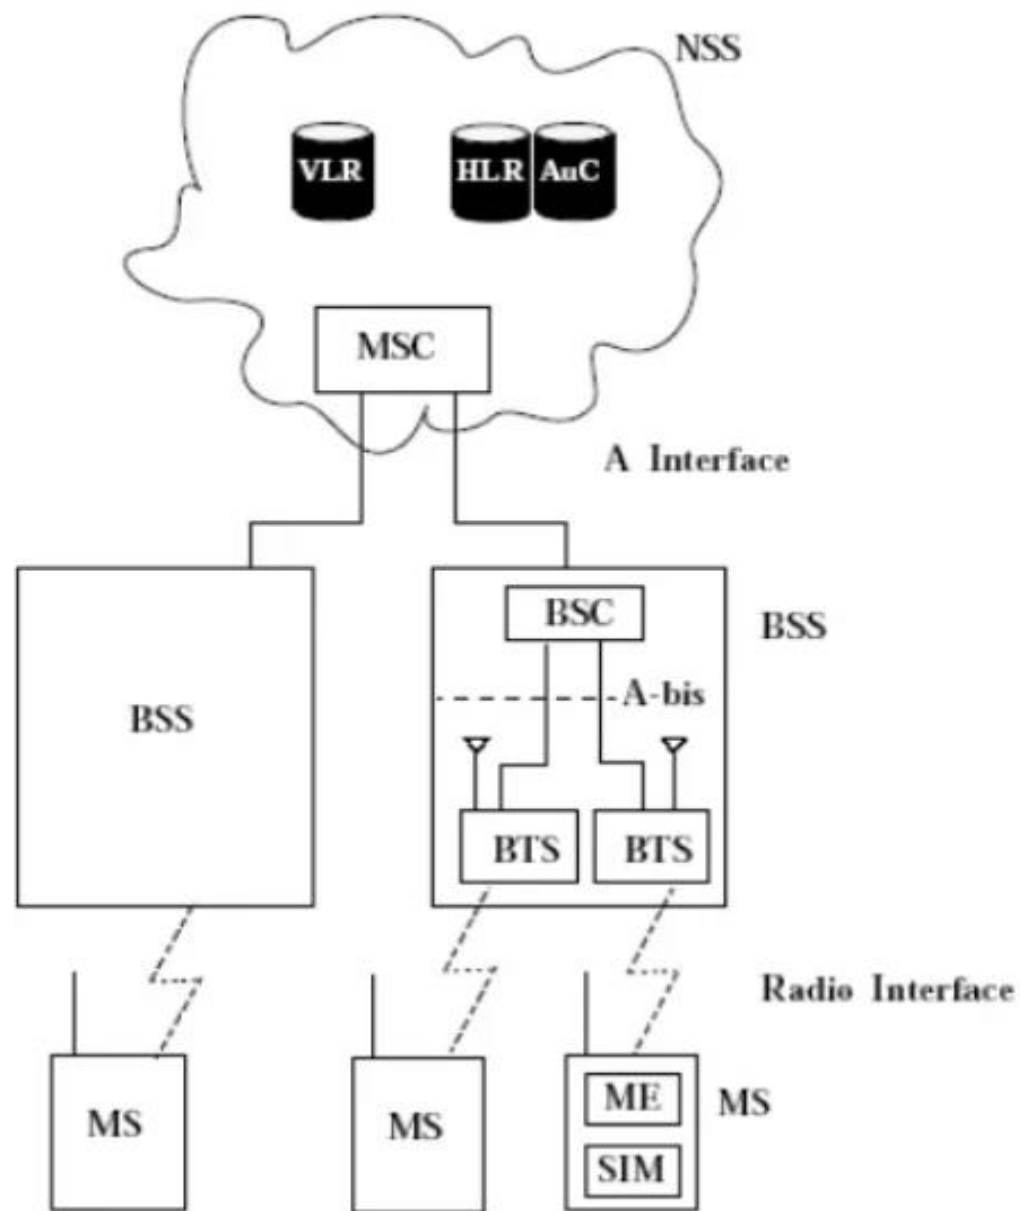 NSS
VLR
HLR
AuC
MSC
A Interface
BSS
BSC
BSS
A-bis
BTS
BTS
Radio Interface
MS
MS
ME
MS
SIM